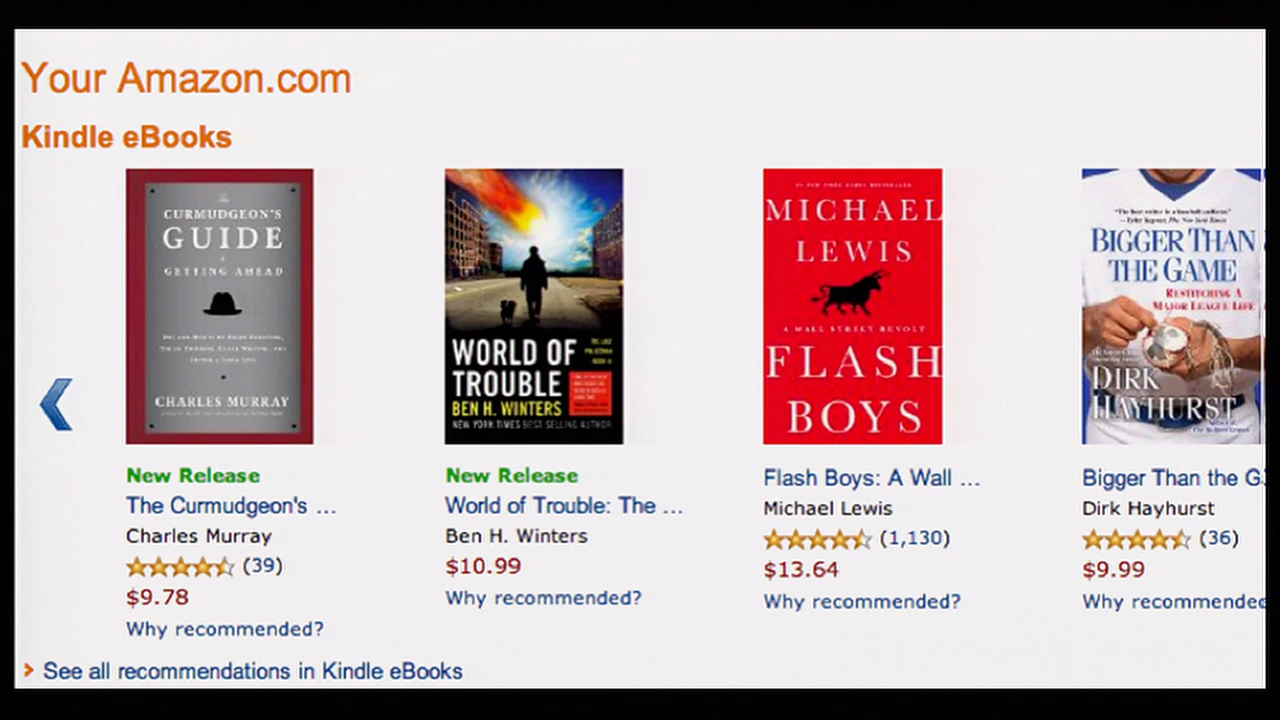 Your Amazon.com
Kindle eBooks
The
CURMUDGEON'S
GUIDE
to
GETTING AHEAD
CHARLES MURRAY
New Release
The Curmudgeon's ...
Charles Murray
(39)
$9.78
Why recommended?
WORLD OF
TROUBLE
BEN H. WINTERS
NEW YORK TIMES BEST SELLING AUTHOR
New Release
World of Trouble: The ...
Ben H. Winters
$10.99
Why recommended?
MICHAEL
LEWIS
A WALL STREET REVOLT
FLASH
BOYS
Flash Boys: A Wall ...
Michael Lewis
(1,130)
$13.64
Why recommended?
BIGGER THAN
THE GAME
RESTITCHING A
MAJOR LEAGUE LIFE
DIRK
HAYHURST
Bigger Than the G
Dirk Hayhurst
(36)
$9.99
Why recommended
See all recommendations in Kindle eBooks